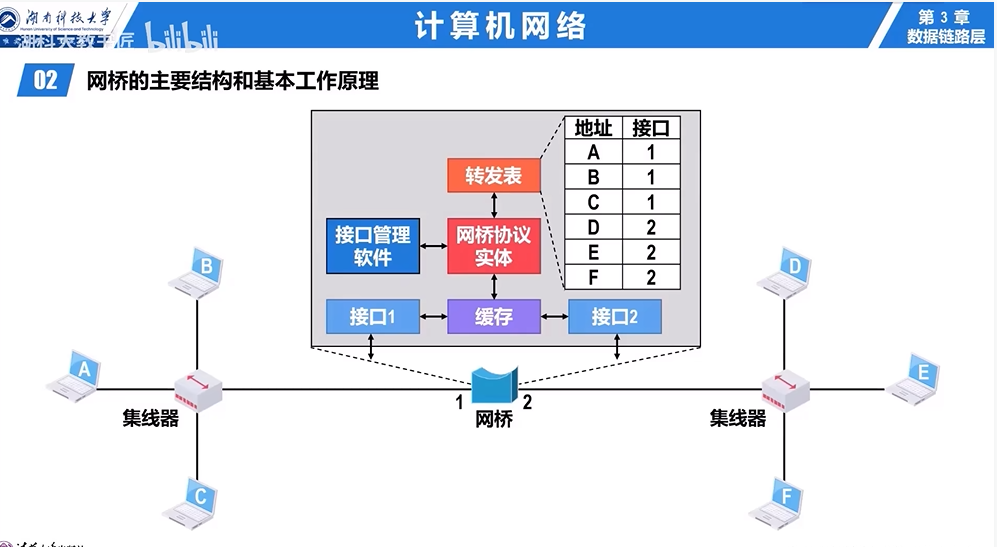 湖南科技大学
Hunan University of Science and Technology
湖科大教书匠
bilibili
计算机网络
第 3 章
数据链路层
02
网桥的主要结构和基本工作原理
地址 接口
A 1
B 1
C 1
D 2
E 2
F 2
转发表
接口管理
软件
网桥协议
实体
接口1
缓存
接口2
B
D
A
E
集线器
1
2
网桥
集线器
C
F